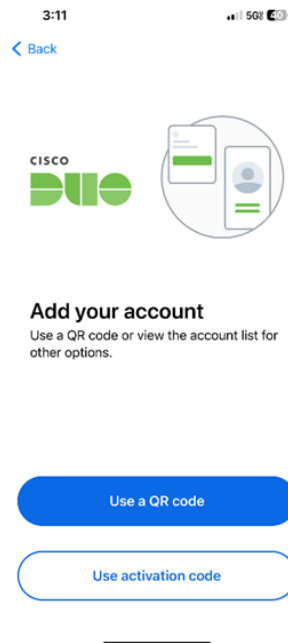 3:11
5G
Back
CISCO
DUO
Add your account
Use a QR code or view the account list for
other options.
Use a QR code
Use activation code